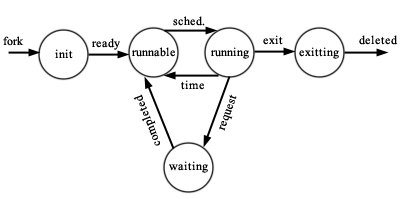 sched.
fork
init
ready
runnable
running
exit
exitting
deleted
time
completed
request
waiting